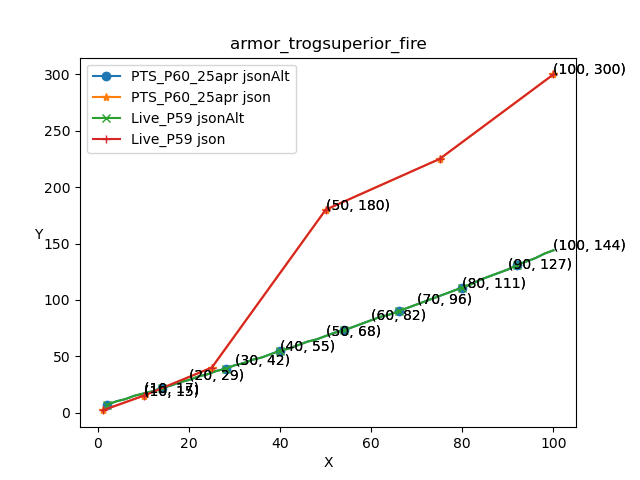 armor_trogsuperior_fire
PTS_P60_25apr jsonAlt
PTS_P60_25apr json
Live_P59 jsonAlt
Live_P59 json
(100, 300)
(50, 180)
(100, 144)
(90, 127)
(80, 111)
(70, 96)
(60, 82)
(50, 68)
(40, 55)
(30, 42)
(20, 29)
(10, 17)
(10, 15)
300
250
200
150
100
50
0
Y
0 20 40 60 80 100
X